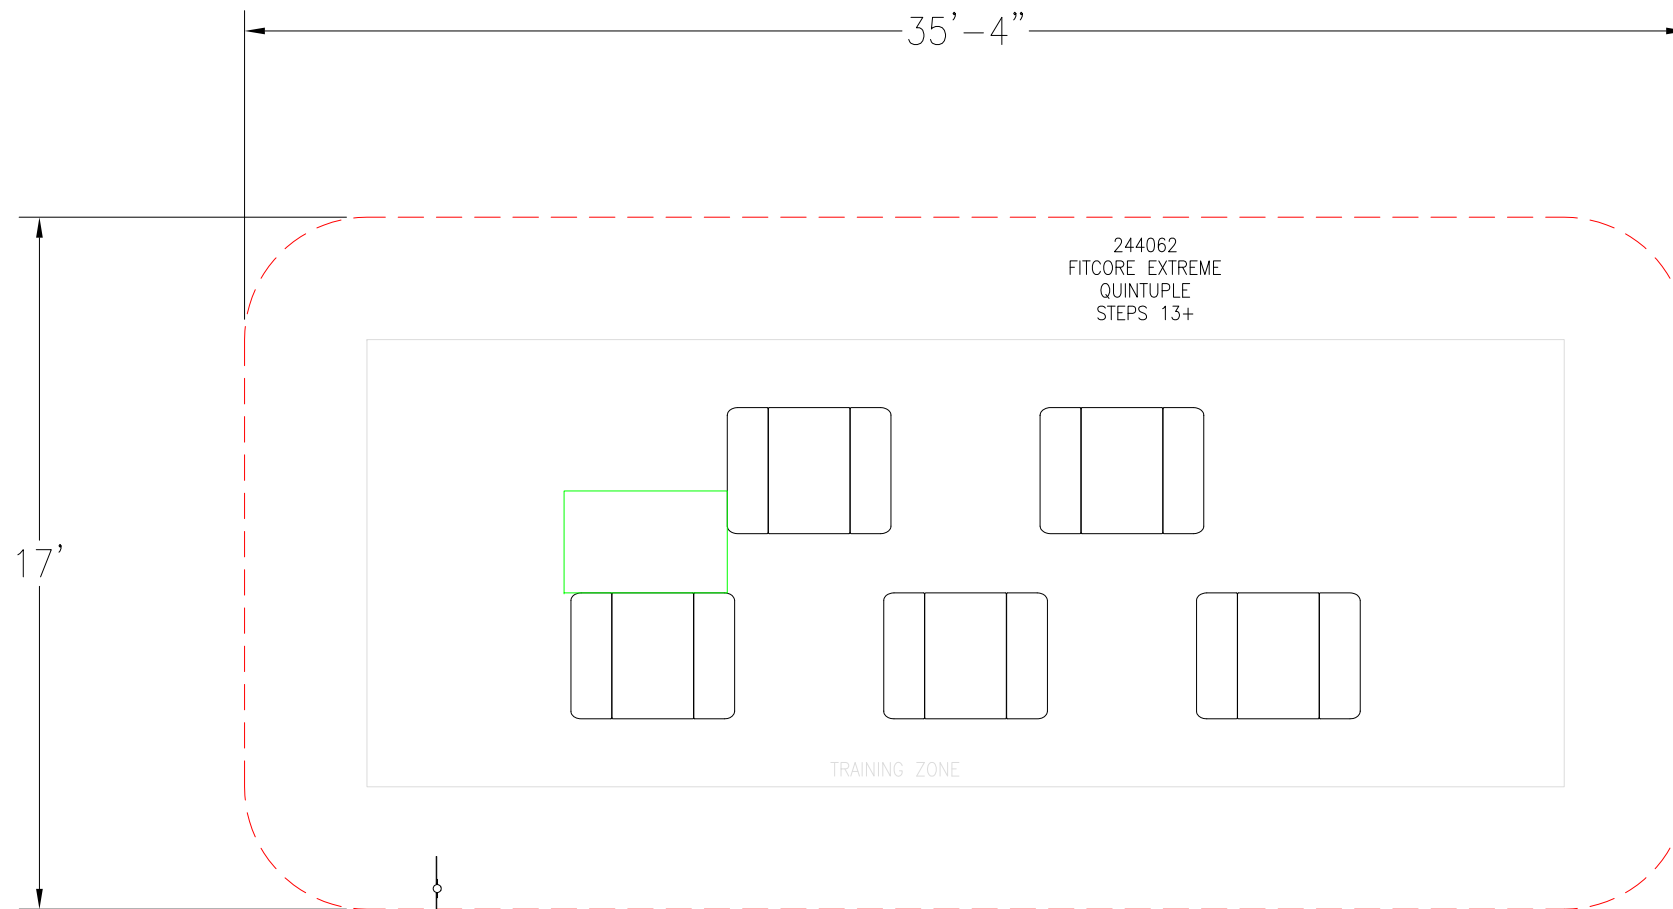 35'-4"
244062
FITCORE EXTREME
QUINTUPLE
STEPS 13+
17'
TRAINING ZONE